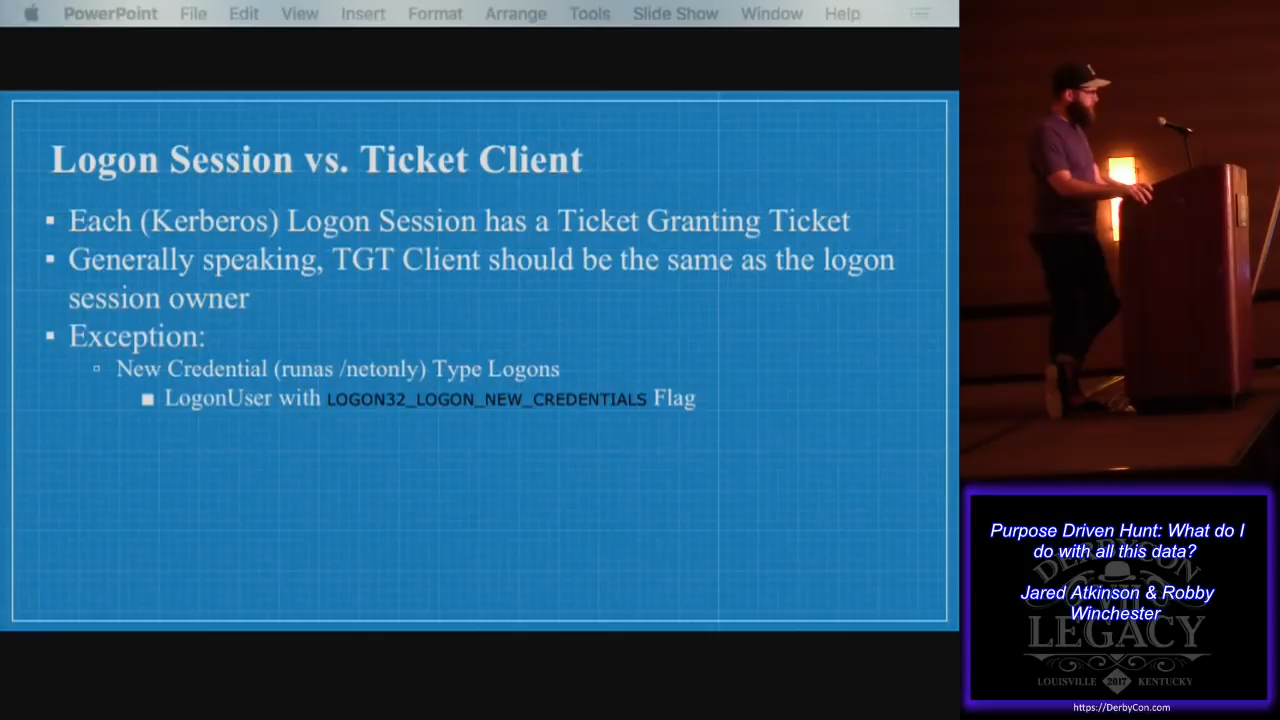 PowerPoint File Edit View Insert Format Arrange Tools Slide Show Window Help
Logon Session vs. Ticket Client
▪ Each (Kerberos) Logon Session has a Ticket Granting Ticket
▪ Generally speaking, TGT Client should be the same as the logon
session owner
▪ Exception:
▫ New Credential (runas /netonly) Type Logons
■ LogonUser with LOGON32_LOGON_NEW_CREDENTIALS Flag
Purpose Driven Hunt: What do I
do with all this data?
Jared Atkinson & Robby
Winchester
DERBYCON
LEGACY
LOUISVILLE 2017 KENTUCKY
https://DerbyCon.com